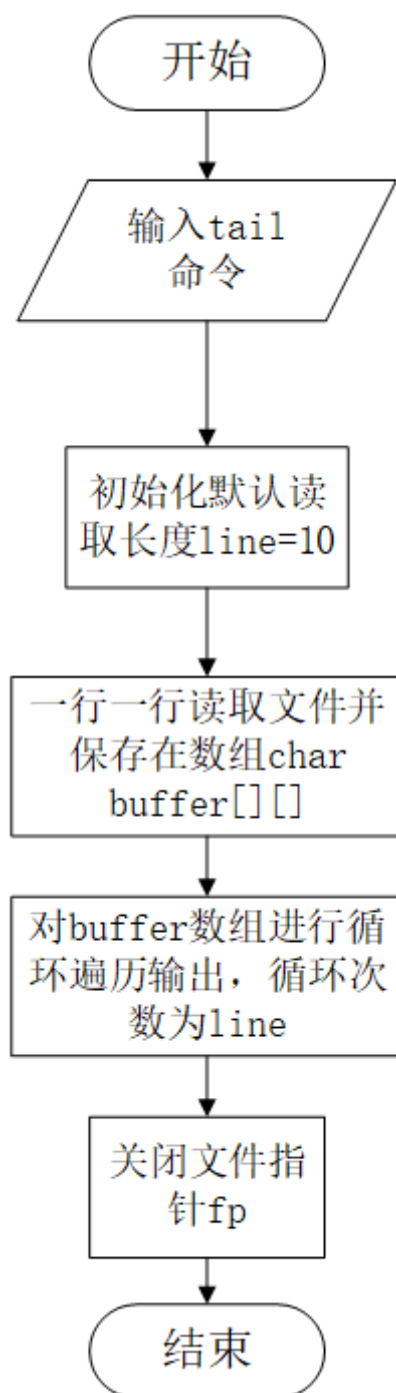 开始
输入tail
命令
初始化默认读
取长度line=10
一行一行读取文件并
保存在数组char
buffer[][]
对buffer数组进行循
环遍历输出，循环次
数为line
关闭文件指
针fp
结束